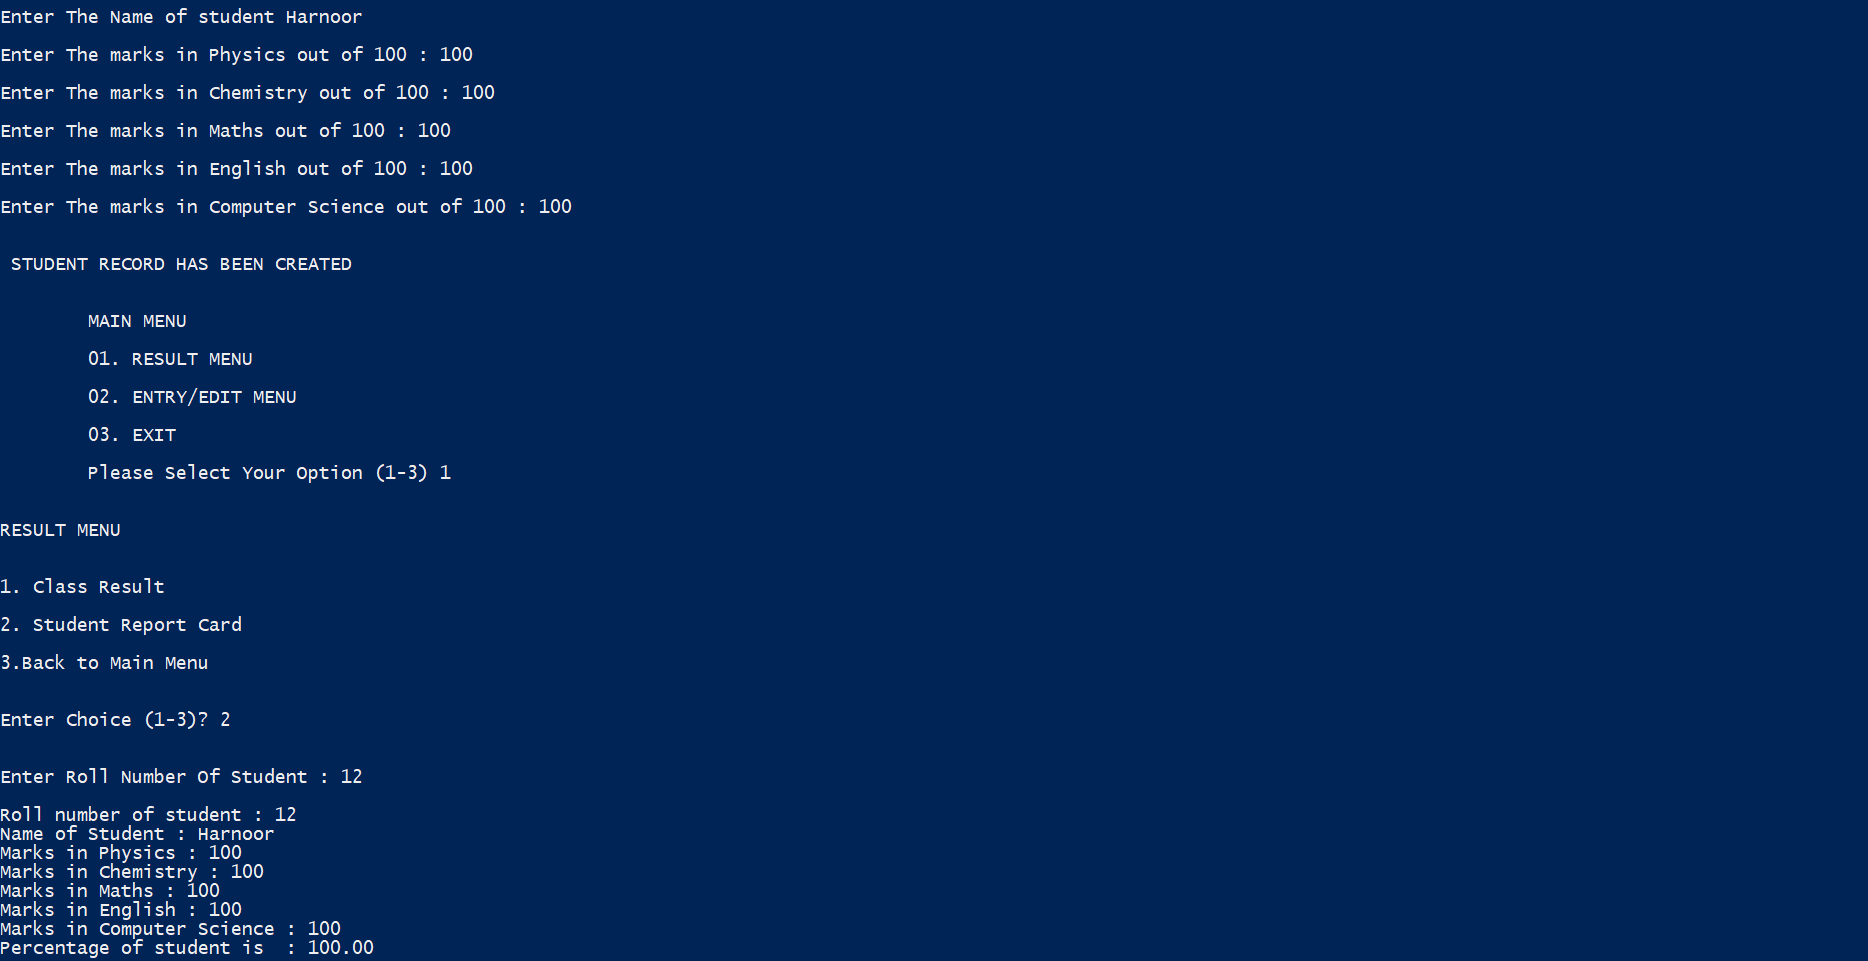 Enter The Name of student Harnoor
Enter The marks in Physics out of 100 : 100
Enter The marks in Chemistry out of 100 : 100
Enter The marks in Maths out of 100 : 100
Enter The marks in English out of 100 : 100
Enter The marks in Computer Science out of 100 : 100
STUDENT RECORD HAS BEEN CREATED
MAIN MENU
01. RESULT MENU
02. ENTRY/EDIT MENU
03. EXIT
Please Select Your Option (1-3) 1
RESULT MENU
1. Class Result
2. Student Report Card
3.Back to Main Menu
Enter Choice (1-3)? 2
Enter Roll Number Of Student : 12
Roll number of student : 12
Name of Student : Harnoor
Marks in Physics : 100
Marks in Chemistry : 100
Marks in Maths : 100
Marks in English : 100
Marks in Computer Science : 100
Percentage of student is  : 100.00